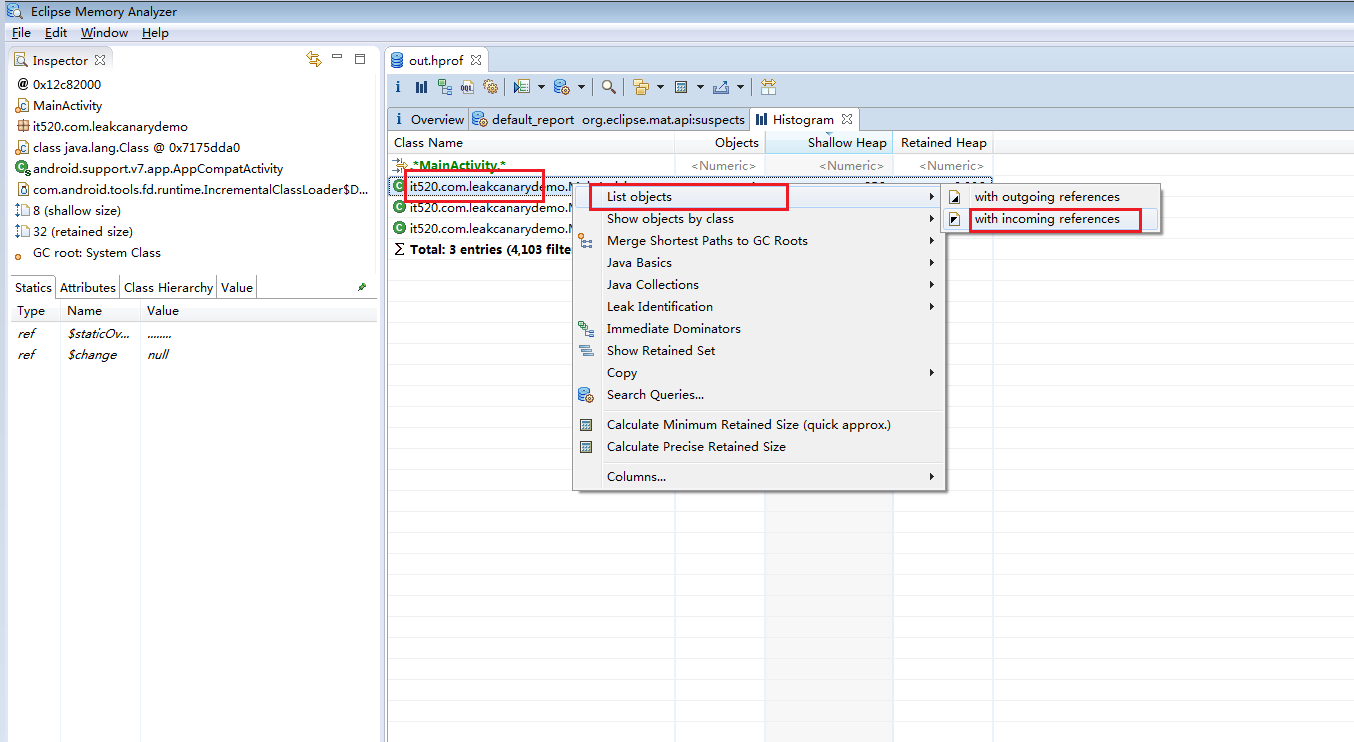 Eclipse Memory Analyzer
File Edit Window Help
Inspector
@ 0x12c82000
MainActivity
it520.com.leakcanarydemo
class java.lang.Class @ 0x7175dda0
android.support.v7.app.AppCompatActivity
com.android.tools.fd.runtime.IncrementalClassLoader$D...
8 (shallow size)
32 (retained size)
GC root: System Class
Statics Attributes Class Hierarchy Value
Type Name Value
ref $staticOv... ........
ref $change null
out.hprof
i OQL
i Overview default_report org.eclipse.mat.api:suspects Histogram
Class Name Objects Shallow Heap Retained Heap
.*MainActivity.* <Numeric> <Numeric> <Numeric>
it520.com.leakcanarydemo.
it520.com.leakcanarydemo.
it520.com.leakcanarydemo.
Σ Total: 3 entries (4,103 filte
List objects
Show objects by class
Merge Shortest Paths to GC Roots
Java Basics
Java Collections
Leak Identification
Immediate Dominators
Show Retained Set
Copy
Search Queries...
Calculate Minimum Retained Size (quick approx.)
Calculate Precise Retained Size
Columns...
with outgoing references
with incoming references